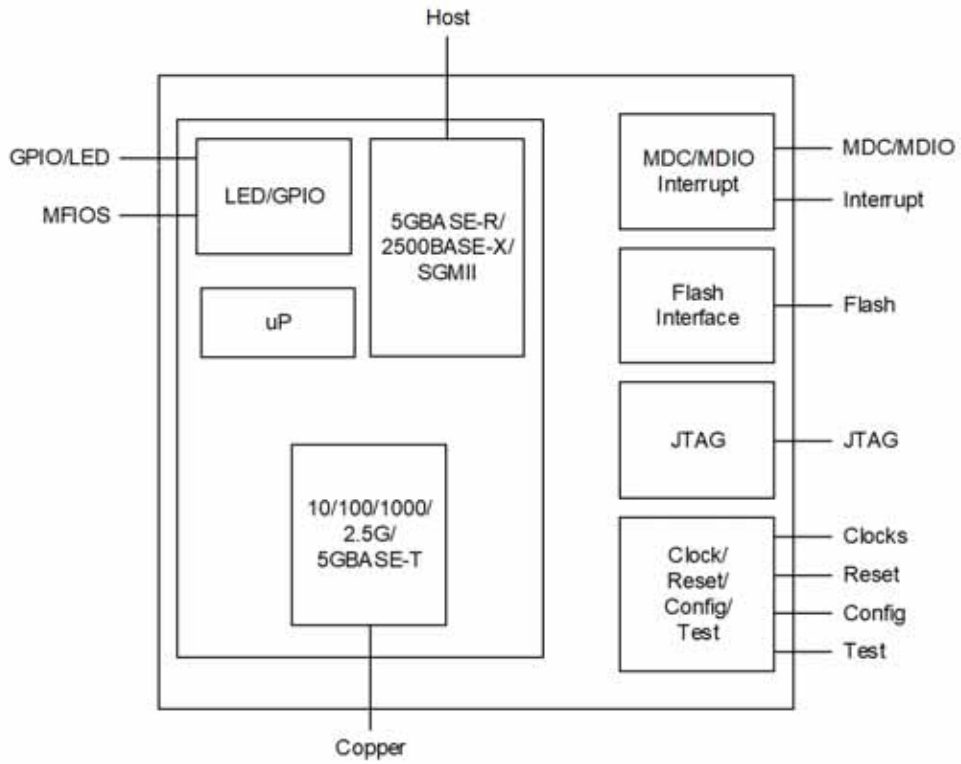 Host
GPIO/LED
MFIOS
LED/GPIO
5GBASE-R/
2500BASE-X/
SGMII
uP
10/100/1000/
2.5G/
5GBASE-T
Copper
MDC/MDIO
Interrupt
MDC/MDIO
Interrupt
Flash
Interface
Flash
JTAG
JTAG
Clock/
Reset/
Config/
Test
Clocks
Reset
Config
Test